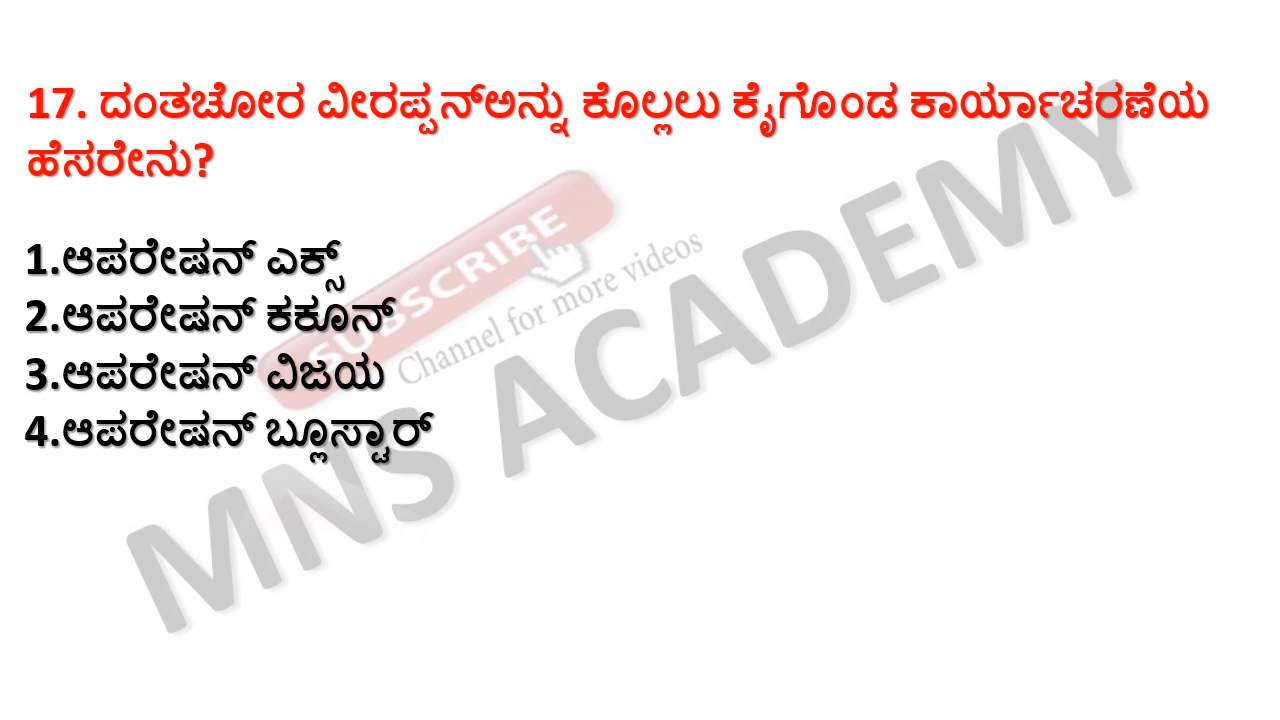 17. ದಂತಚೋರ ವೀರಪ್ಪನ್‌ಅನ್ನು ಕೊಲ್ಲಲು ಕೈಗೊಂಡ ಕಾರ್ಯಾಚರಣೆಯ
ಹೆಸರೇನು?
1.ಆಪರೇಷನ್ ಎಕ್ಸ್
2.ಆಪರೇಷನ್ ಕಕೂನ್
3.ಆಪರೇಷನ್ ವಿಜಯ
4.ಆಪರೇಷನ್ ಬ್ಲೂಸ್ಟಾರ್
SUBSCRIBE
Channel for more videos
MNS ACADEMY